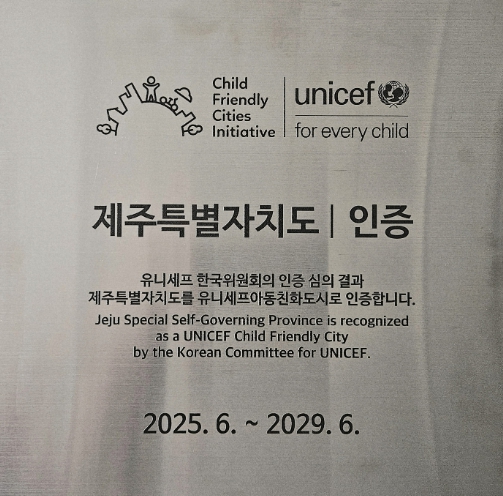 Child
Friendly
Cities
Initiative
unicef
for every child
제주특별자치도 | 인증
유니세프 한국위원회의 인증 심의 결과
제주특별자치도를 유니세프아동친화도시로 인증합니다.
Jeju Special Self-Governing Province is recognized
as a UNICEF Child Friendly City
by the Korean Committee for UNICEF.
2025. 6. ~ 2029. 6.